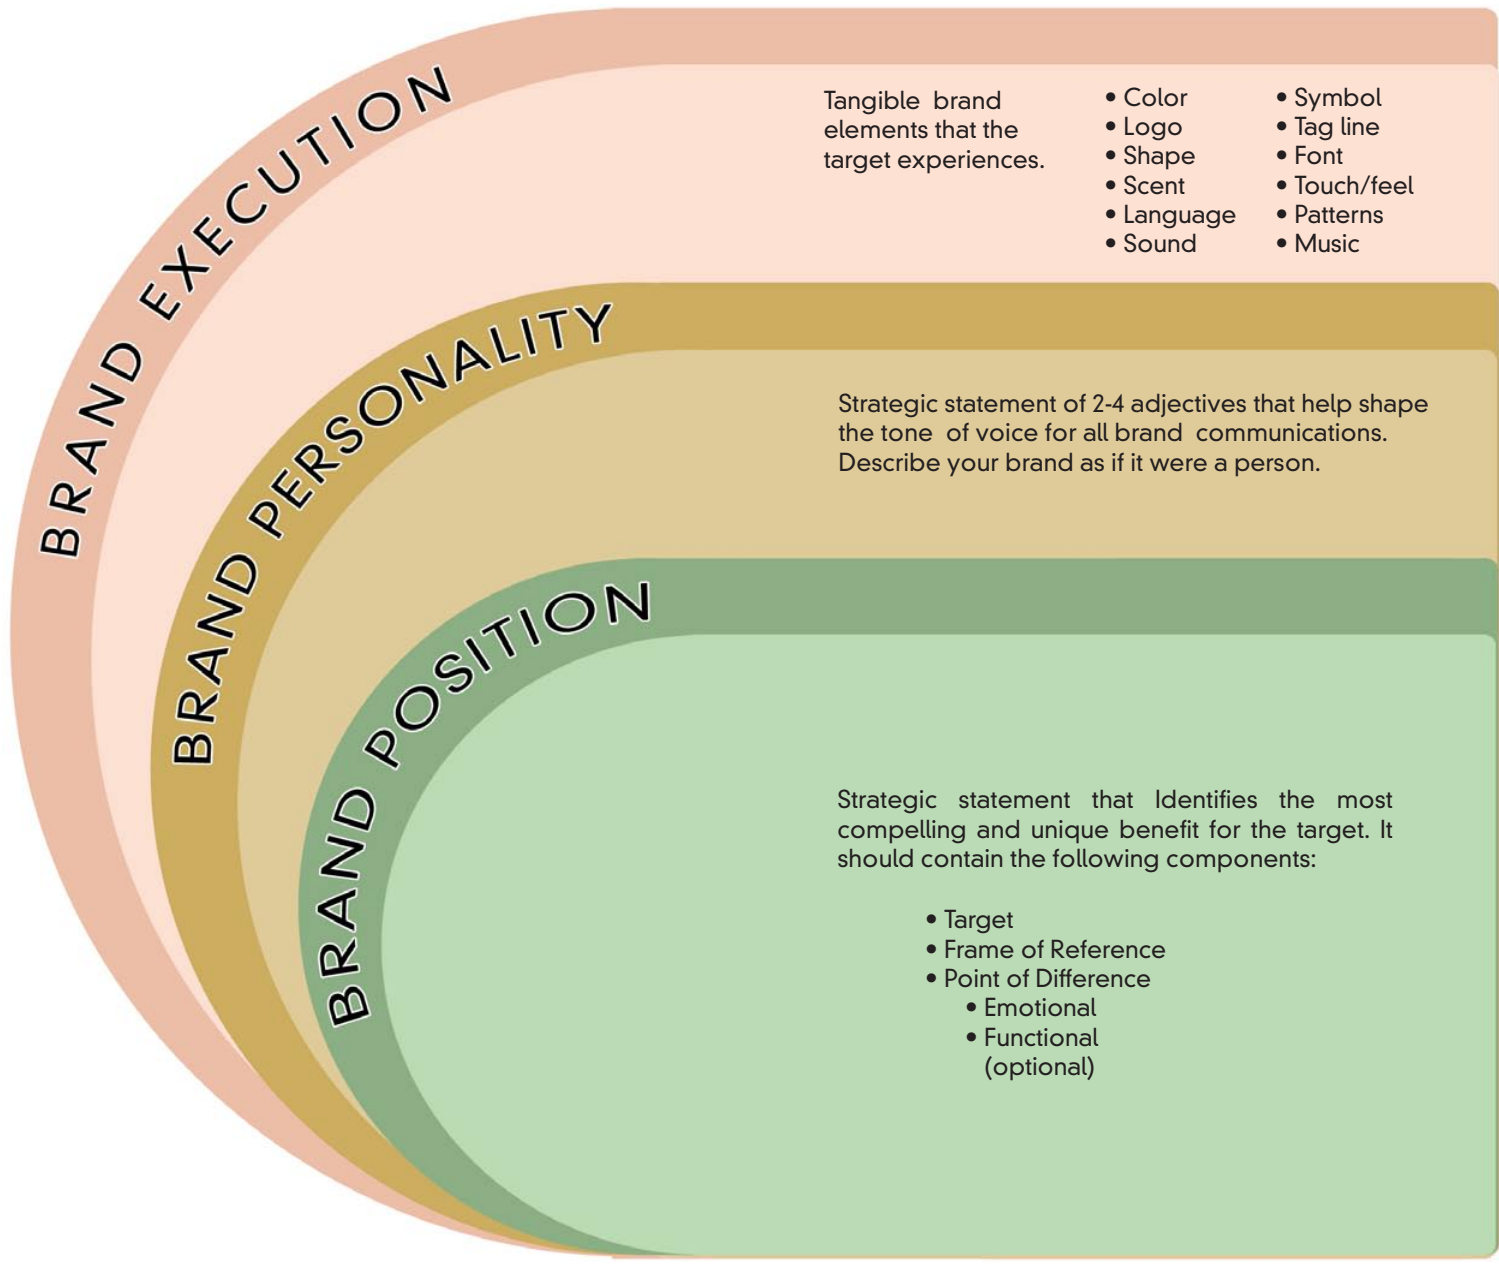 BRAND EXECUTION
Tangible brand
elements that the
target experiences.
• Color
• Logo
• Shape
• Scent
• Language
• Sound
• Symbol
• Tag line
• Font
• Touch/feel
• Patterns
• Music
BRAND PERSONALITY
Strategic statement of 2-4 adjectives that help shape
the tone of voice for all brand communications.
Describe your brand as if it were a person.
BRAND POSITION
Strategic statement that Identifies the most
compelling and unique benefit for the target. It
should contain the following components:
• Target
• Frame of Reference
• Point of Difference
• Emotional
• Functional
(optional)